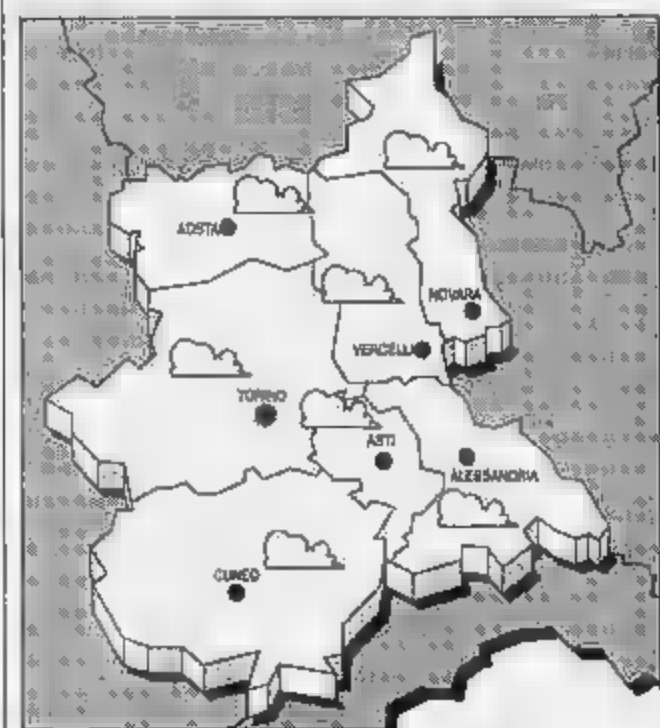 AOSTA
NOVARA
VERCELLI
TORINO
ASTI
ALESSANDRIA
CUNEO